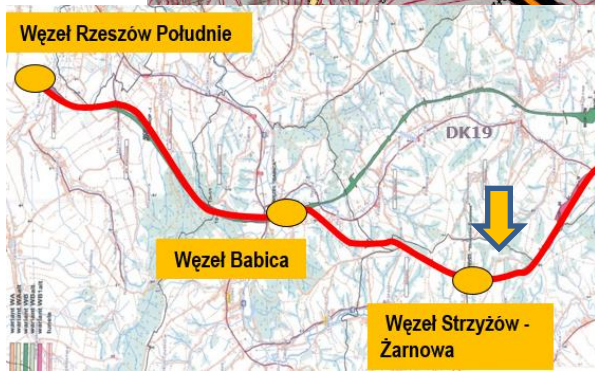 Węzeł Rzeszów Południe
DK19
Węzeł Babica
Węzeł Strzyżów -
Żarnowa